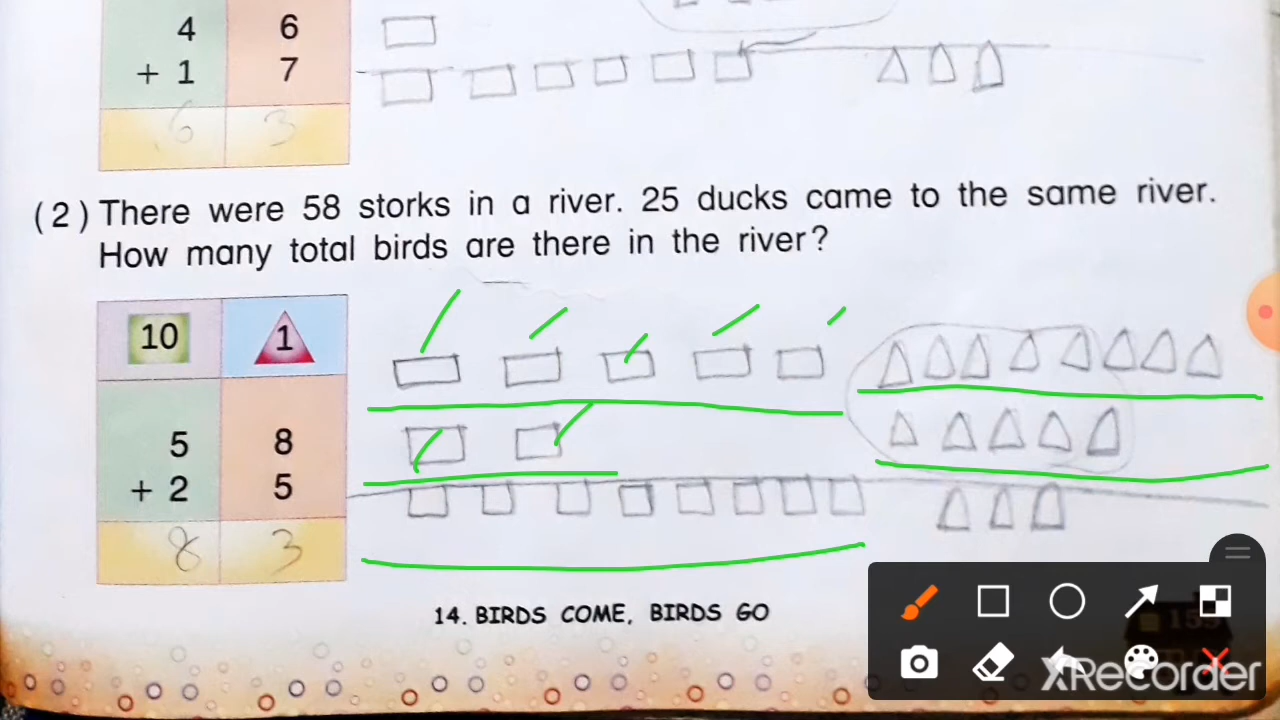 4 6
+ 1 7
6 3
(2) There were 58 storks in a river. 25 ducks came to the same river.
How many total birds are there in the river?
10 1
5 8
+ 2 5
8 3
14. BIRDS COME, BIRDS GO
XRecorder